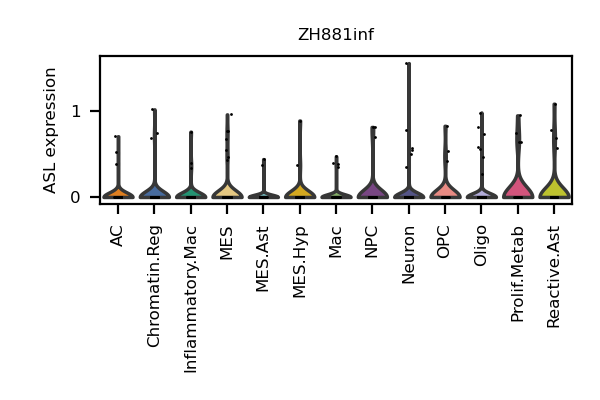 ZH881inf
ASL expression
1
0
AC
Chromatin.Reg
Inflammatory.Mac
MES
MES.Ast
MES.Hyp
Mac
NPC
Neuron
OPC
Oligo
Prolif.Metab
Reactive.Ast